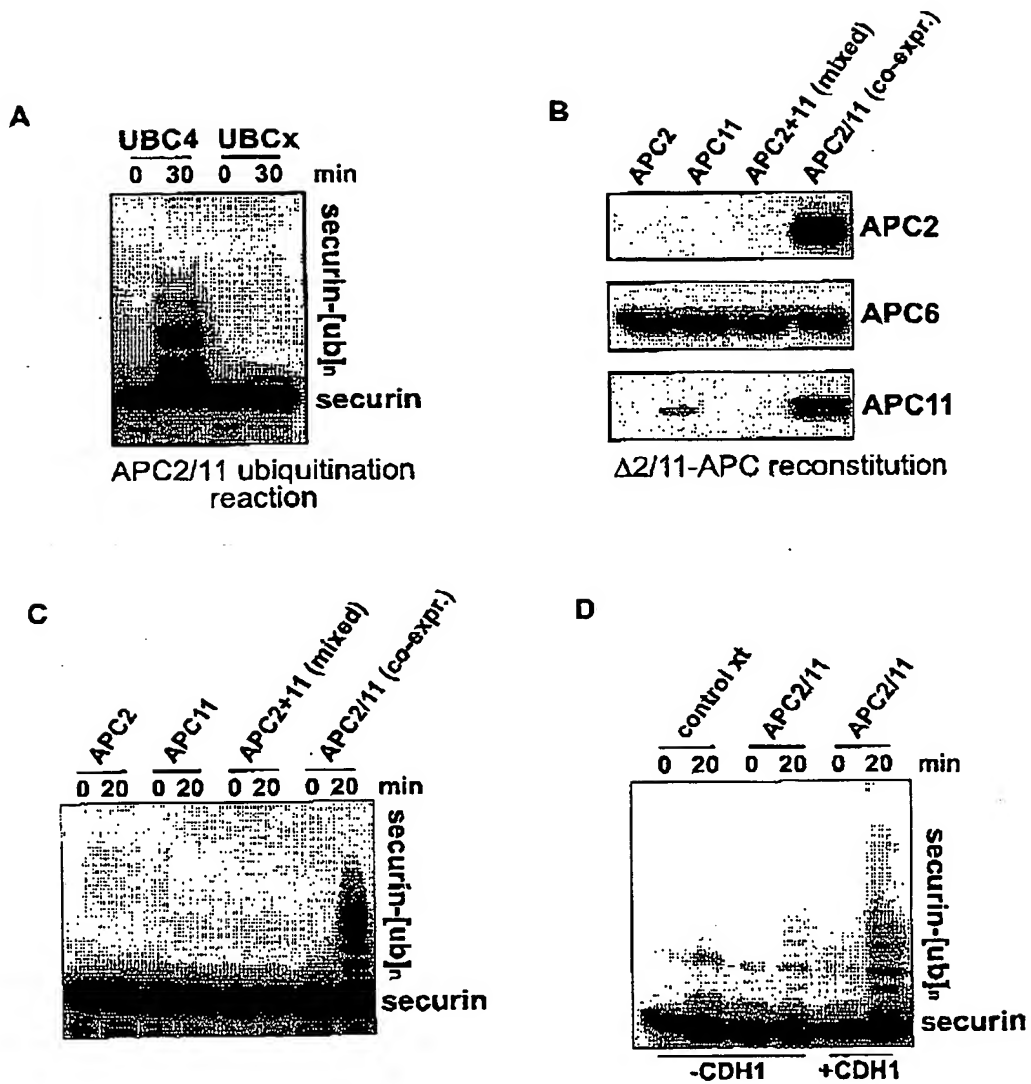 A
UBC4 UBCx
0 30 0 30 min
securin-[ub]n
securin
APC2/11 ubiquitination
reaction
B
APC2
APC11
APC2+11 (mixed)
APC2/11 (co-expr.)
APC2
APC6
APC11
Δ2/11-APC reconstitution
C
APC2
APC11
APC2+11 (mixed)
APC2/11 (co-expr.)
0 20 0 20 0 20 0 20 min
securin-[ub]n
securin
D
control xt
APC2/11
APC2/11
0 20 0 20 0 20 min
securin-[ub]n
securin
-CDH1 +CDH1